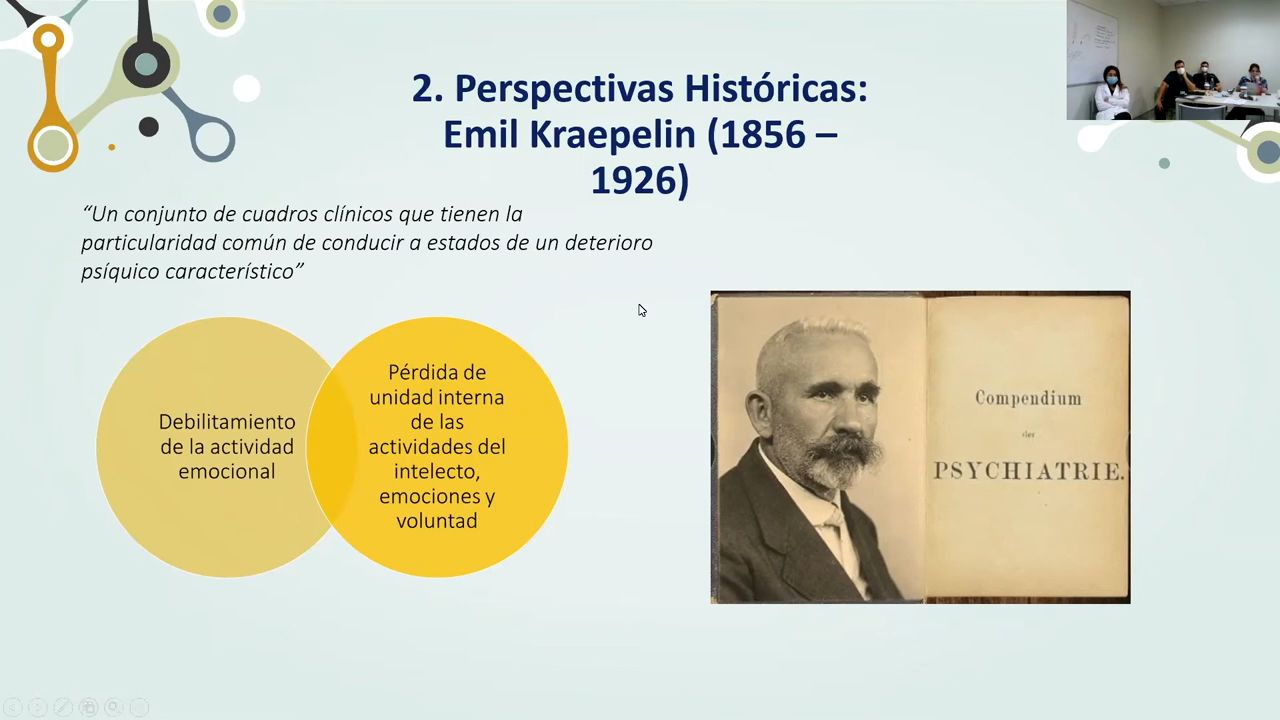 2. Perspectivas Históricas:
Emil Kraepelin (1856 –
1926)
“Un conjunto de cuadros clínicos que tienen la
particularidad común de conducir a estados de un deterioro
psíquico característico”
Debilitamiento
de la actividad
emocional
Pérdida de
unidad interna
de las
actividades del
intelecto,
emociones y
voluntad
Compendium
der
PSYCHIATRIE.